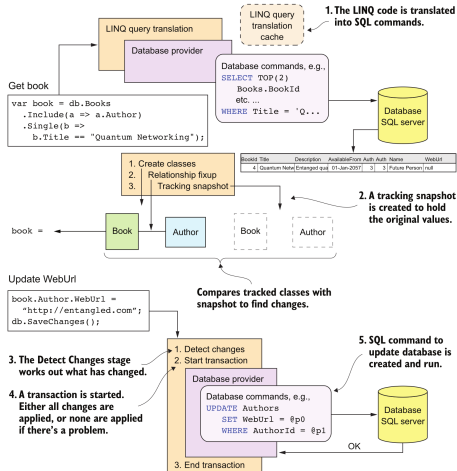 LINQ query translation
LINQ query
translation
cache
1. The LINQ code is translated
into SQL commands.
Database provider
Database commands, e.g.,
SELECT TOP(2)
Books.BookId
etc. ...
WHERE Title = 'Q...
Database
SQL server
Get book
var book = db.Books
.Include(a => a.Author)
.Single(b =>
b.Title == "Quantum Networking");
BookId Title Description AvailableFrom Auth Auth Name WebUrl
4 Quantum Netw Entanged qua 01-Jan-2057 3 3 Future Person null
1. Create classes
2. Relationship fixup
3. Tracking snapshot
2. A tracking snapshot
is created to hold
the original values.
book =
Book
Author
Book
Author
Compares tracked classes with
snapshot to find changes.
Update WebUrl
book.Author.WebUrl =
"http://entangled.com";
db.SaveChanges();
3. The Detect Changes stage
works out what has changed.
4. A transaction is started.
Either all changes are
applied, or none are applied
if there's a problem.
1. Detect changes
2. Start transaction
Database provider
Database commands, e.g.,
UPDATE Authors
SET WebUrl = @p0
WHERE AuthorId = @p1
5. SQL command to
update database is
created and run.
Database
SQL server
OK
3. End transaction